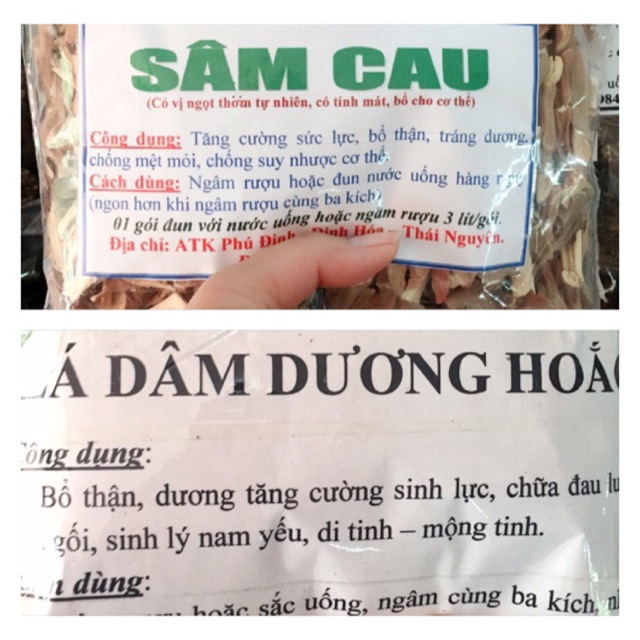 SÂM CAU
(Có vị ngọt thơm tự nhiên, có tính mát, bổ cho cơ thể)
Công dụng: Tăng cường sức lực, bổ thận, tráng dương,
chống mệt mỏi, chống suy nhược cơ thể.
Cách dùng: Ngâm rượu hoặc đun nước uống hàng
(ngon hơn khi ngâm rượu cùng ba kích)
01 gói đun với nước uống hoặc ngâm rượu 3 lít/gói.
Địa chỉ: ATK Phú Đình - Định Hóa – Thái Nguyên.
LÁ DÂM DƯƠNG HOẮ
Công dụng:
Bổ thận, dương tăng cường sinh lực, chữa đau
gối, sinh lý nam yếu, di tinh – mộng tinh.
dùng:
hoặc sắc uống, ngâm cùng ba kích,